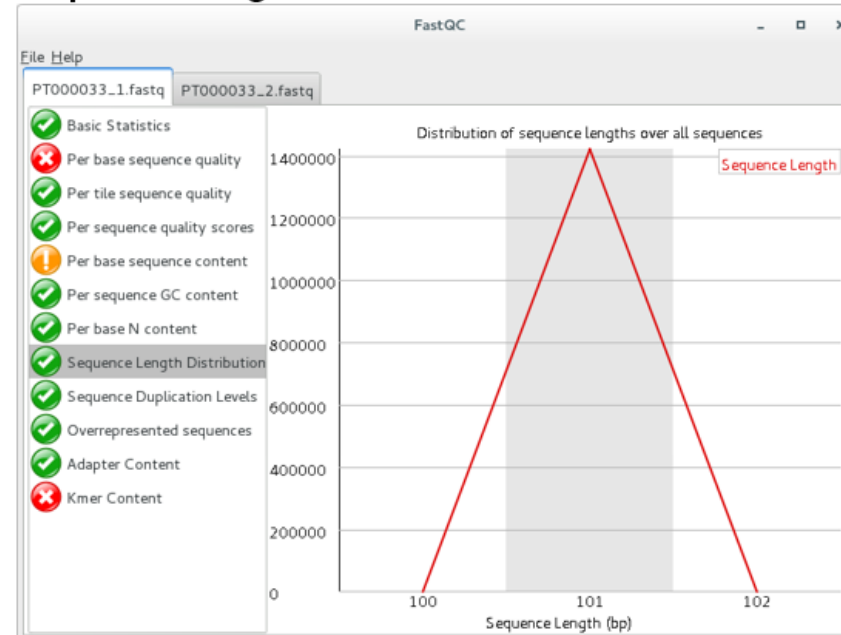 FastQC
File Help
PT000033_1.fastq PT000033_2.fastq
Basic Statistics
Per base sequence quality
Per tile sequence quality
Per sequence quality scores
Per base sequence content
Per sequence GC content
Per base N content
Sequence Length Distribution
Sequence Duplication Levels
Overrepresented sequences
Adapter Content
Kmer Content
Distribution of sequence lengths over all sequences
Sequence Length
1400000
1200000
1000000
800000
600000
400000
200000
0
100 101 102
Sequence Length (bp)